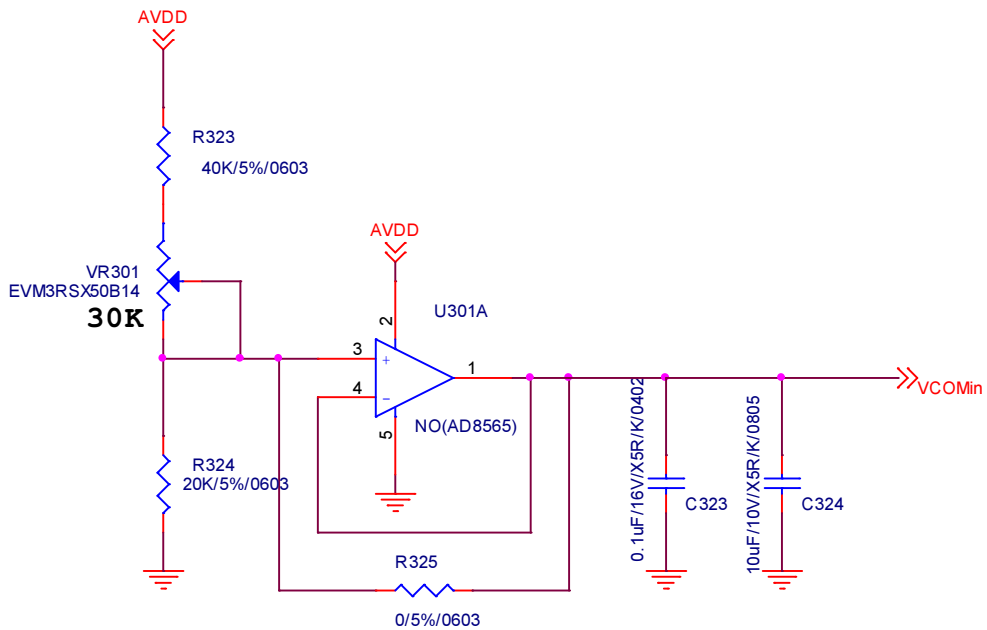 AVDD
R323
40K/5%/0603
VR301
EVM3RSX50B14
30K
AVDD
U301A
2
3
+
4
-
1
5
NO(AD8565)
VCOMin
R324
20K/5%/0603
R325
0/5%/0603
0.1uF/16V/X5R/K/0402
C323
10uF/10V/X5R/K/0805
C324